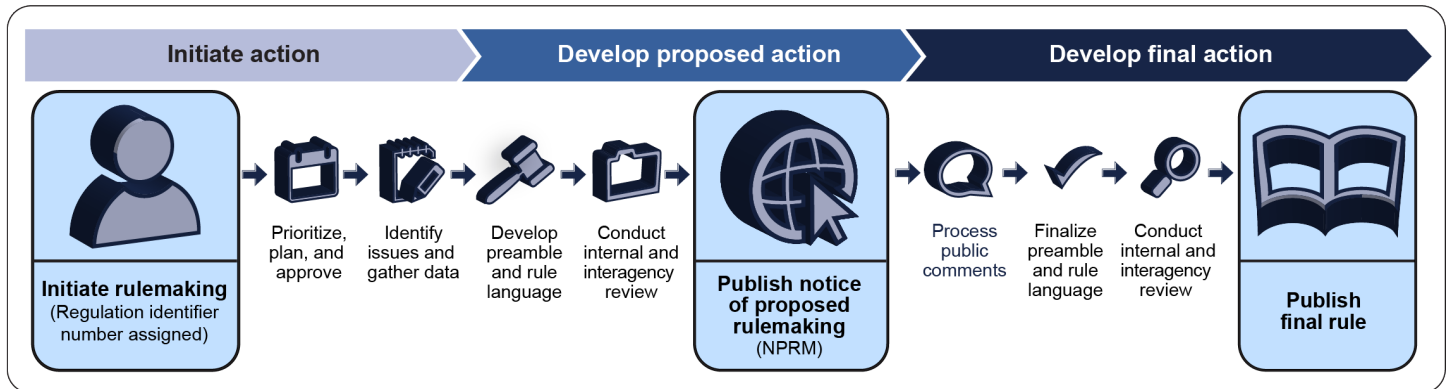 Initiate action
Develop proposed action
Develop final action
Initiate rulemaking
(Regulation identifier
number assigned)
Prioritize,
plan, and
approve
Identify
issues and
gather data
Develop
preamble
and rule
language
Conduct
internal and
interagency
review
Publish notice
of proposed
rulemaking
(NPRM)
Process
public
comments
Finalize
preamble
and rule
language
Conduct
internal and
interagency
review
Publish
final rule